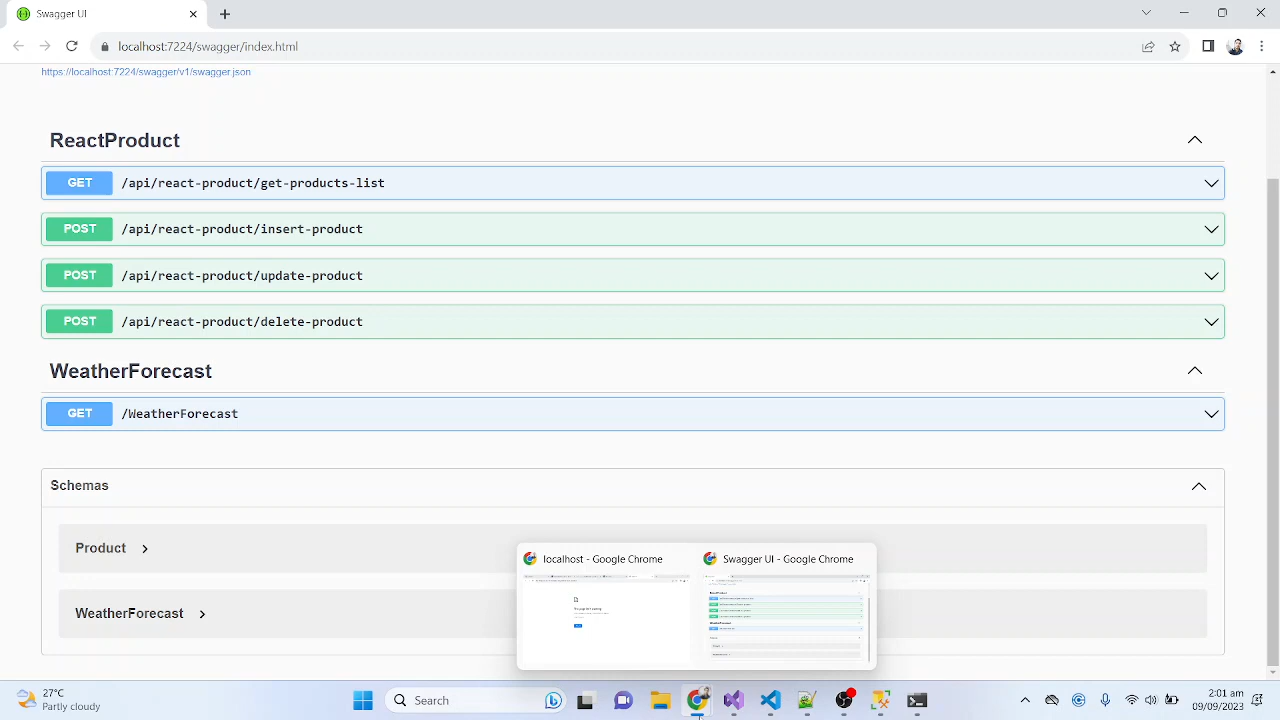 Swagger UI
localhost:7224/swagger/index.html
https://localhost:7224/swagger/v1/swagger.json
ReactProduct
GET /api/react-product/get-products-list
POST /api/react-product/insert-product
POST /api/react-product/update-product
POST /api/react-product/delete-product
WeatherForecast
GET /WeatherForecast
Schemas
Product
WeatherForecast
localhost - Google Chrome
Swagger UI - Google Chrome
27°C
Partly cloudy
Search
2:01 am
09/09/2023